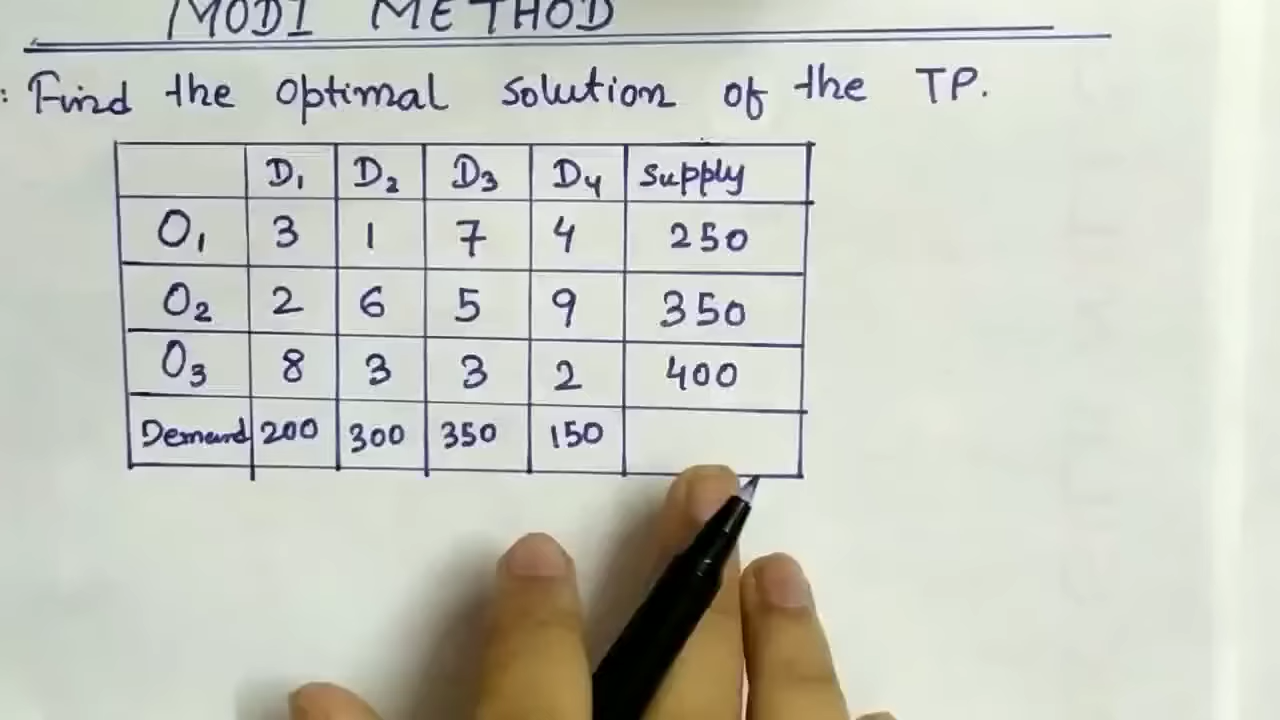 MODI METHOD
: Find the optimal solution of the TP.
D1 D2 D3 D4 Supply
O1 3 1 7 4 250
O2 2 6 5 9 350
O3 8 3 3 2 400
Demand 200 300 350 150